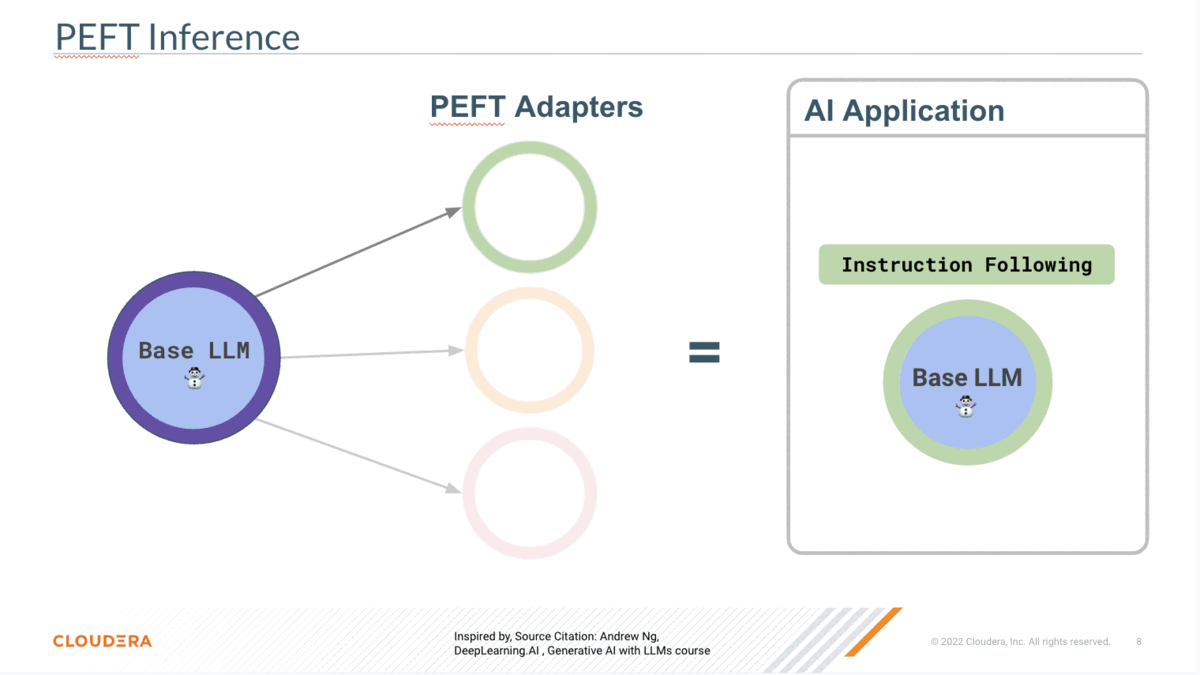 PEFT Inference
PEFT Adapters
AI Application
Instruction Following
Base LLM
Base LLM
=
CLOUDERA
Inspired by, Source Citation: Andrew Ng,
DeepLearning.AI , Generative AI with LLMs course
© 2022 Cloudera, Inc. All rights reserved.
8